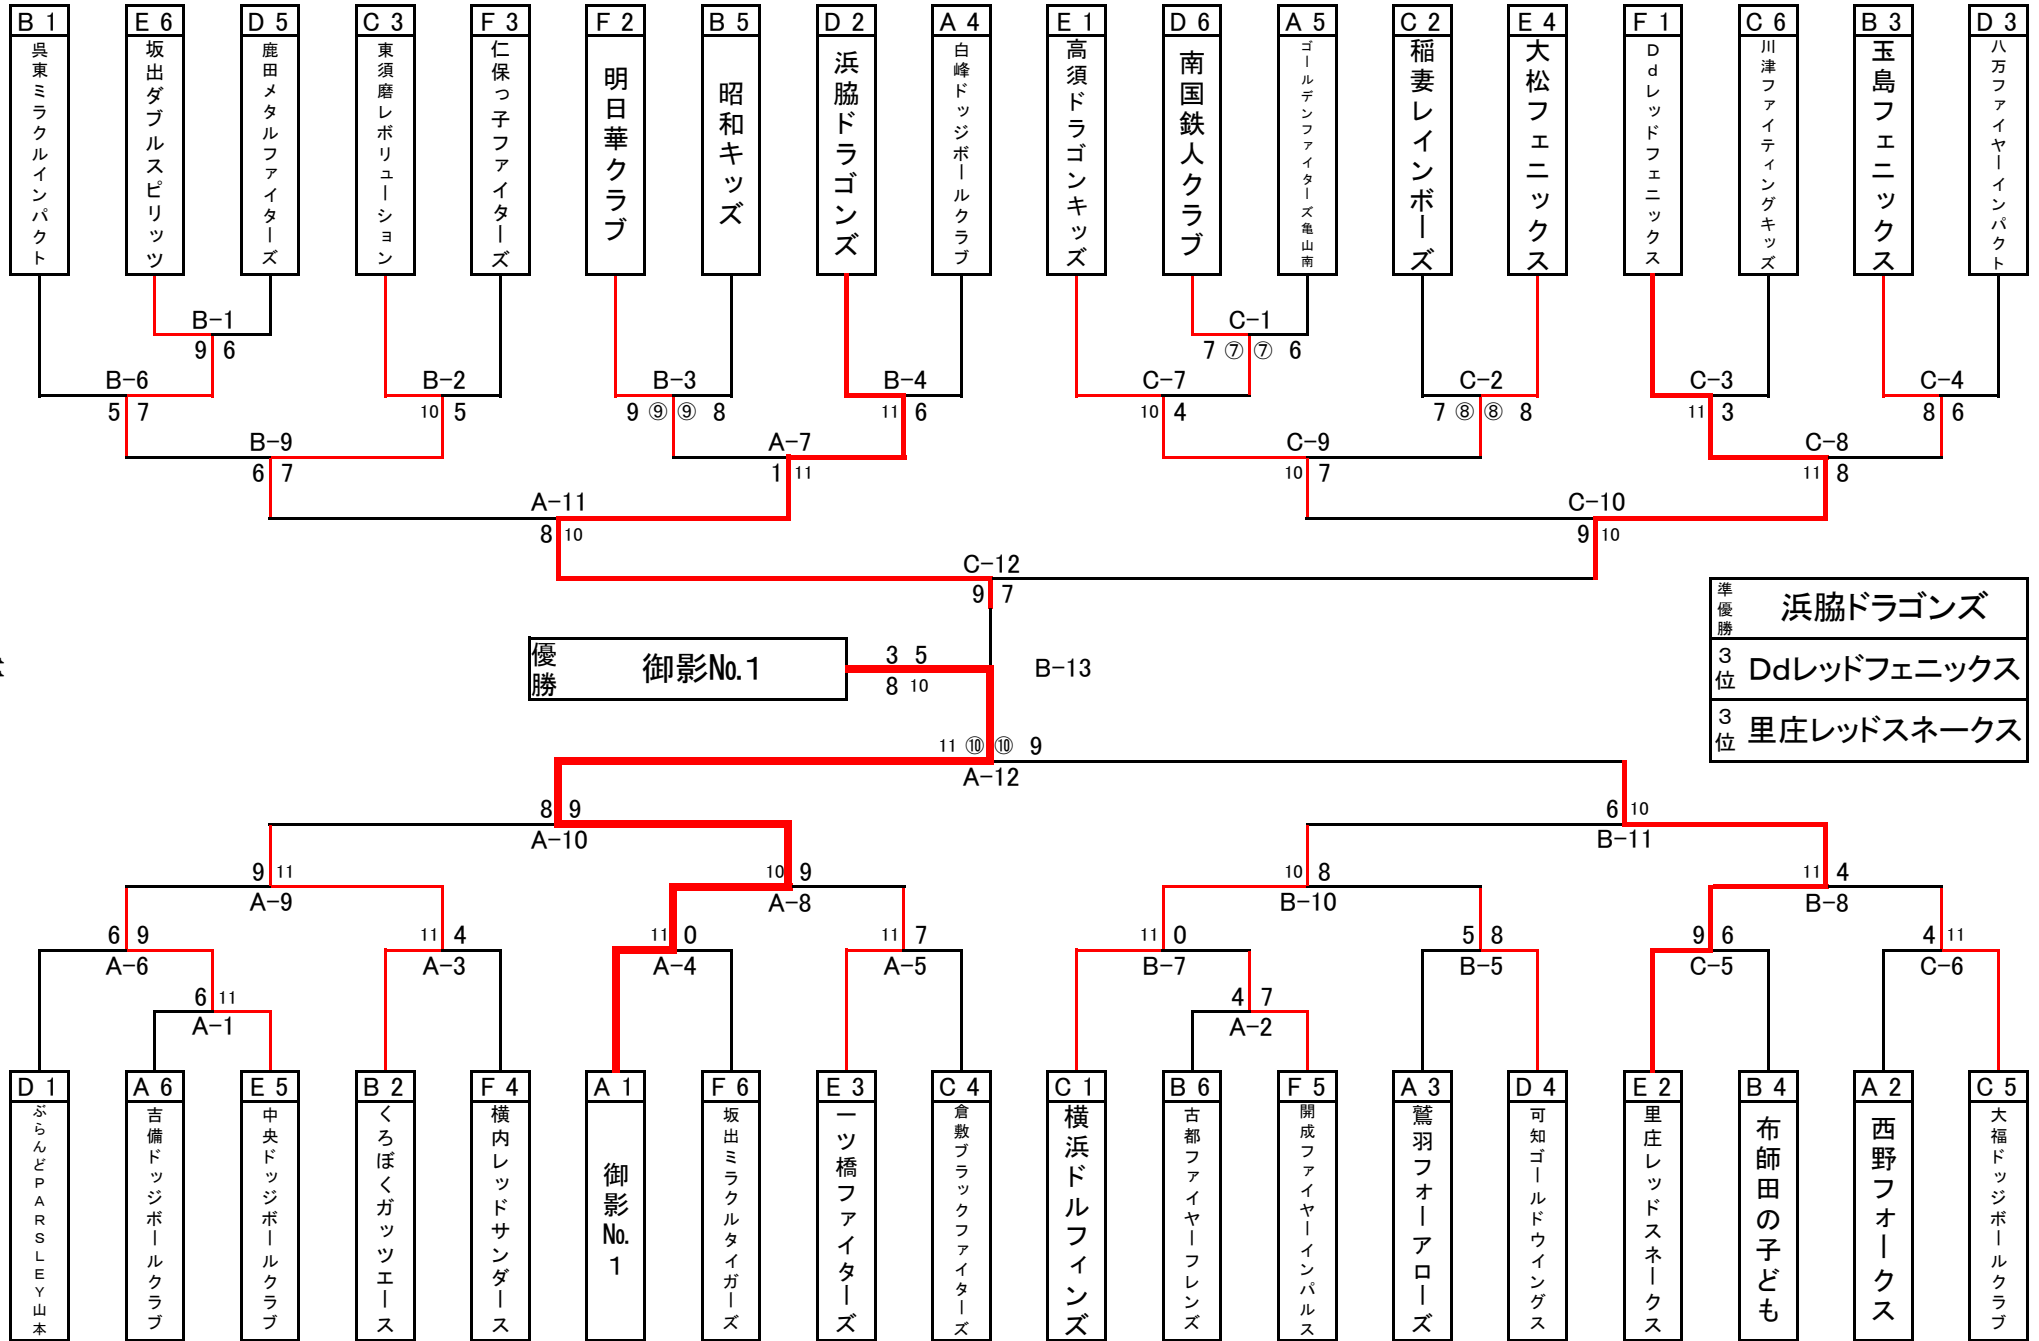 B 1
E 6
D 5
C 3
F 3
F 2
B 5
D 2
A 4
E 1
D 6
A 5
C 2
E 4
F 1
C 6
B 3
D 3
呉東ミラクルインパクト
坂出ダブルスピリッツ
鹿田メタルファイターズ
東須磨レボリューション
仁保っ子ファイターズ
明日華クラブ
昭和キッズ
浜脇ドラゴンズ
白峰ドッジボールクラブ
高須ドラゴンキッズ
南国鉄人クラブ
ゴールデンファイターズ亀山南
稲妻レインボーズ
大松フェニックス
Ddレッドフェニックス
川津ファイティングキッズ
玉島フェニックス
八万ファイヤーインパクト
B-1
C-1
9 6
7 ⑦ ⑦ 6
B-6
B-2
B-3
B-4
C-7
C-2
C-3
C-4
5 7
10 5
9 ⑨ ⑨ 8
11 6
10 4
7 ⑧ ⑧ 8
11 3
8 6
B-9
A-7
C-9
C-8
6 7
1 11
10 7
11 8
A-11
C-10
8 10
9 10
C-12
9 7
準優勝
浜脇ドラゴンズ
3位
Ddレッドフェニックス
3位
里庄レッドスネークス
優勝
御影№1
3 5
8 10
B-13
11 ⑩ ⑩ 9
A-12
8 9
6 10
A-10
B-11
9 11
10 9
10 8
11 4
A-9
A-8
B-10
B-8
6 9
11 4
11 0
11 7
11 0
5 8
9 6
4 11
A-6
A-3
A-4
A-5
B-7
B-5
C-5
C-6
6 11
4 7
A-1
A-2
D 1
A 6
E 5
B 2
F 4
A 1
F 6
E 3
C 4
C 1
B 6
F 5
A 3
D 4
E 2
B 4
A 2
C 5
ぶらんどPARSLEY山本
吉備ドッジボールクラブ
中央ドッジボールクラブ
くろぼくガッツエース
横内レッドサンダース
御影№1
坂出ミラクルタイガーズ
一ツ橋ファイターズ
倉敷ブラックファイターズ
横浜ドルフィンズ
古都ファイヤーフレンズ
開成ファイヤーインパルス
鷲羽フォーアローズ
可知ゴールドウイングス
里庄レッドスネークス
布師田の子ども
西野フォークス
大福ドッジボールクラブ